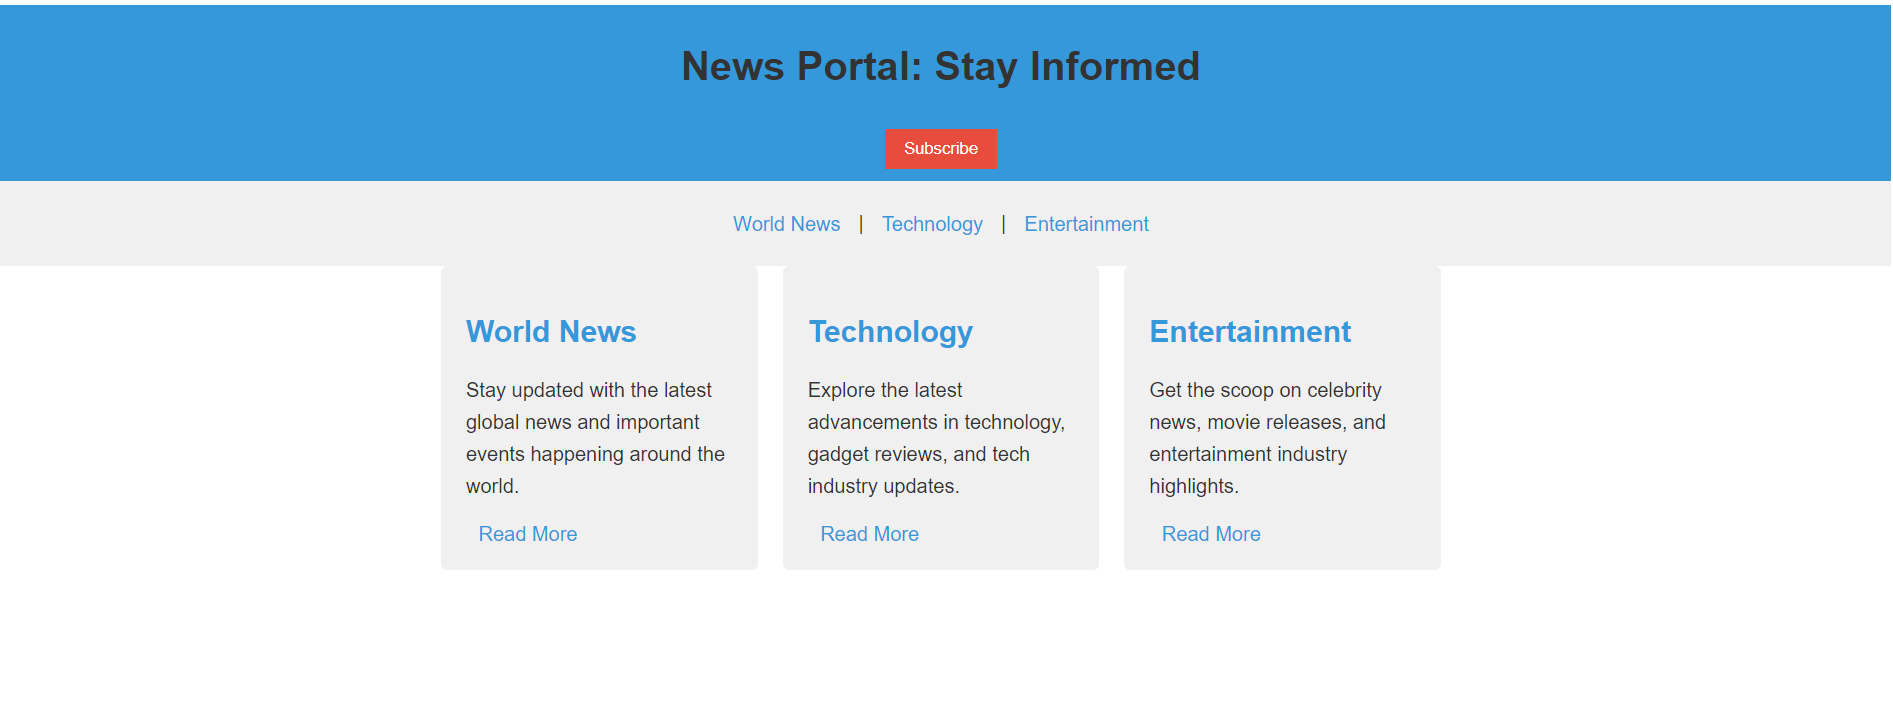 News Portal: Stay Informed
Subscribe
World News | Technology | Entertainment
World News
Stay updated with the latest
global news and important
events happening around the
world.
Read More
Technology
Explore the latest
advancements in technology,
gadget reviews, and tech
industry updates.
Read More
Entertainment
Get the scoop on celebrity
news, movie releases, and
entertainment industry
highlights.
Read More